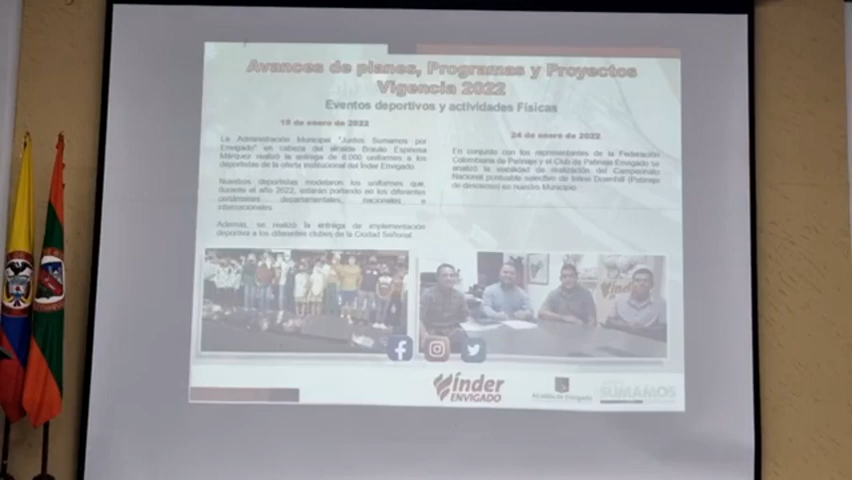 Avances de planes, Programas y Proyectos
Vigencia 2022
Eventos deportivos y actividades Físicas
19 de enero de 2022
La Administración Municipal "Juntos Sumamos por
Envigado" en cabeza del alcalde Braulio Espinosa
Márquez realizó la entrega de 6.000 uniformes a los
deportistas de la oferta institucional del Inder Envigado.
Nuestros deportistas modelaron los uniformes que,
durante el año 2022, estarán portando en los diferentes
certámenes departamentales, nacionales e
internacionales.
Además, se realizó la entrega de implementación
deportiva a los diferentes clubes de la Ciudad Señorial.
24 de enero de 2022
En conjunto con los representantes de la Federación
Colombiana de Patinaje y el Club de Patinaje Envigado se
analizó la viabilidad de realización del Campeonato
Nacional puntuable selectivo de Inline Downhill (Patinaje
de descenso) en nuestro Municipio.
Inder
índer
ENVIGADO
Alcaldía de Envigado
SUMAMOS